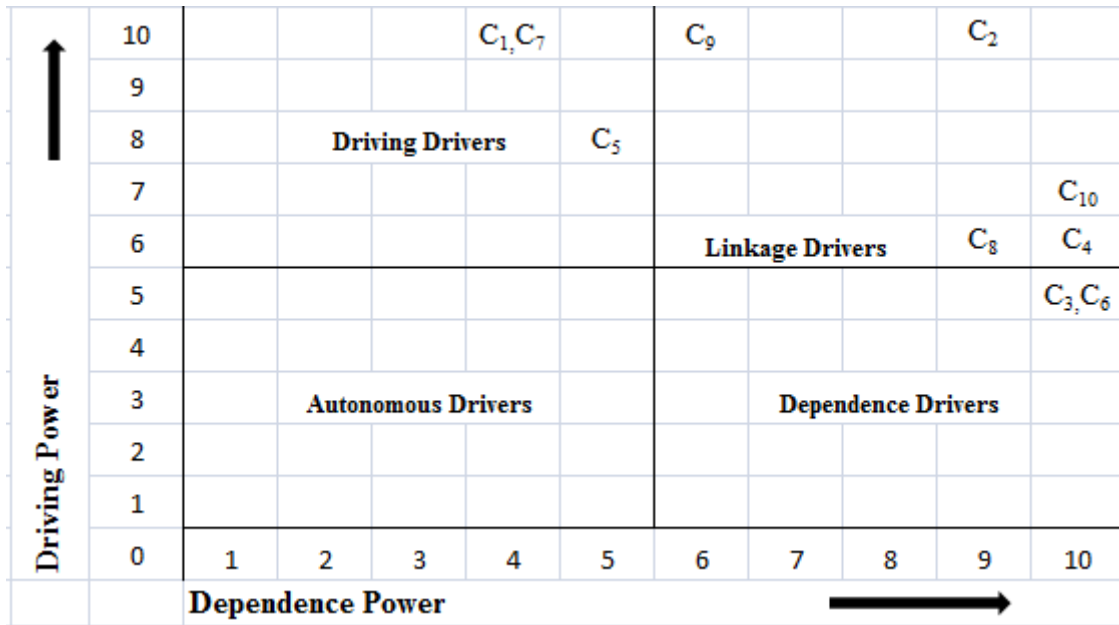 10 C₁,C₇ C₉ C₂
9
8 Driving Drivers C₅
7 C₁₀
6 Linkage Drivers C₈ C₄
5 C₃,C₆
4
3 Autonomous Drivers Dependence Drivers
2
1
0 1 2 3 4 5 6 7 8 9 10
Driving Power
Dependence Power